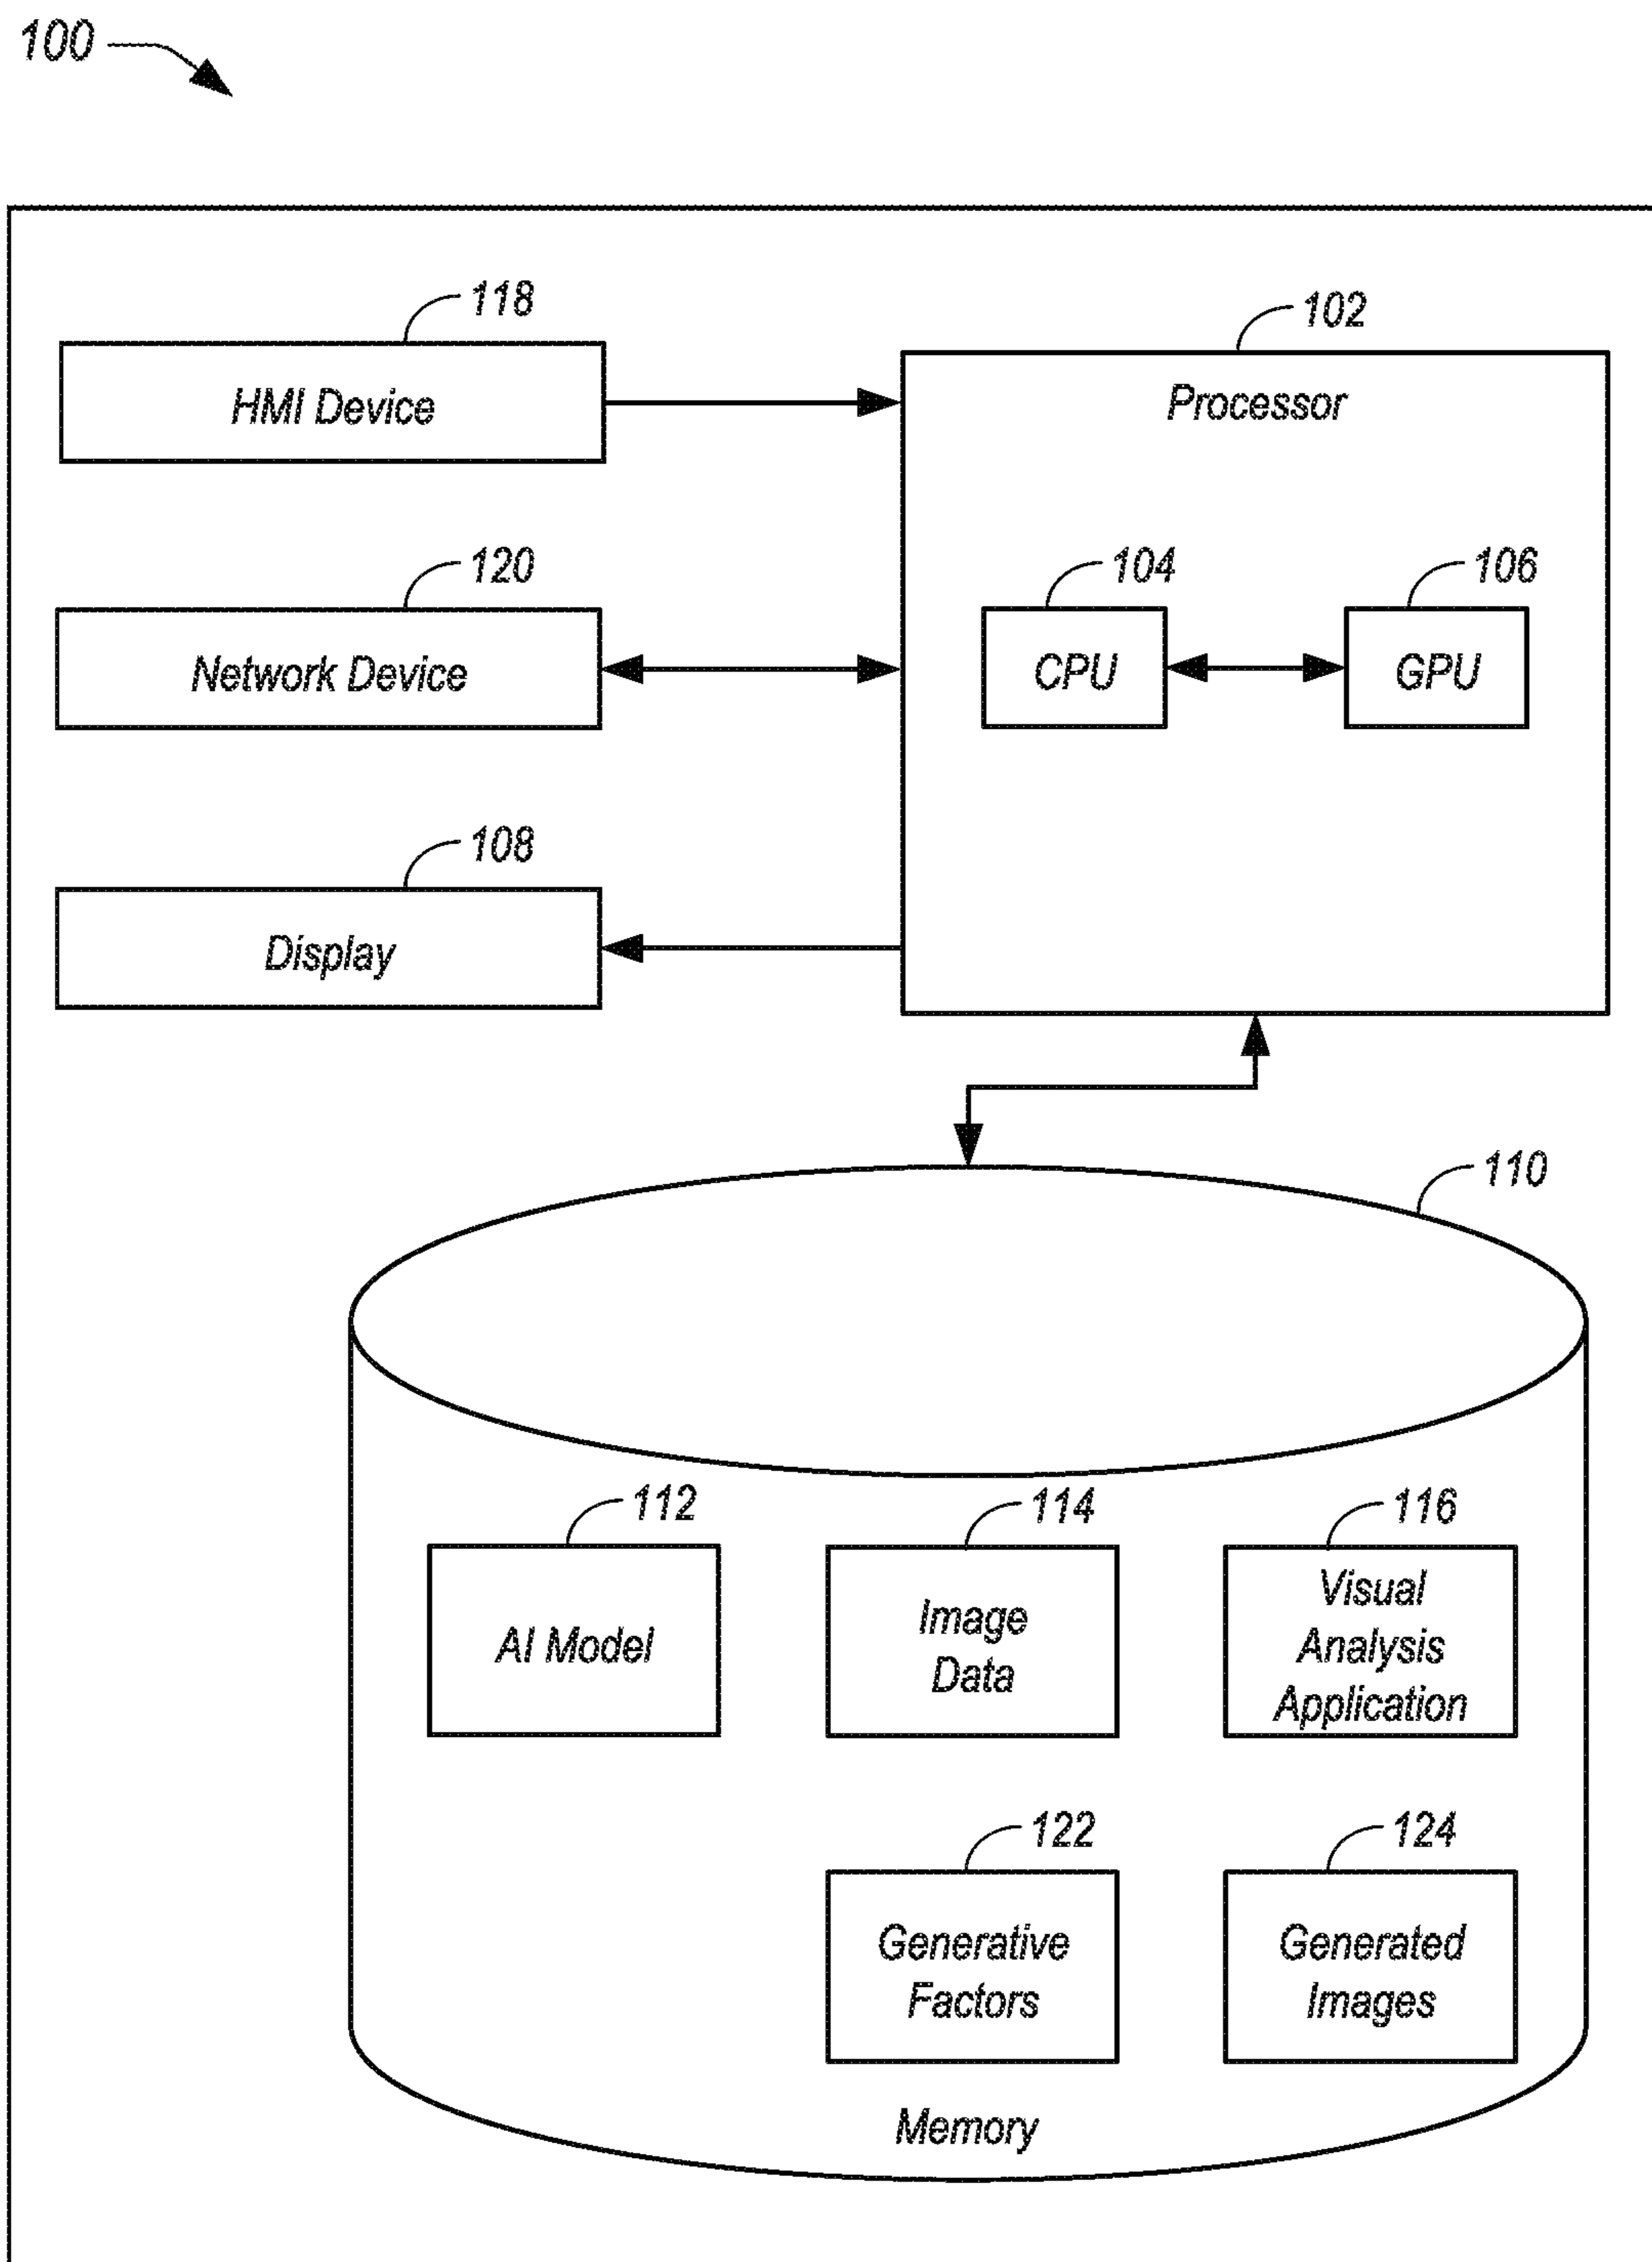 100
118
102
HMI Device
Processor
120
104
106
Network Device
CPU
GPU
108
Display
110
112
114
116
AI Model
Image
Data
Visual
Analysis
Application
122
124
Generative
Factors
Generated
Images
Memory